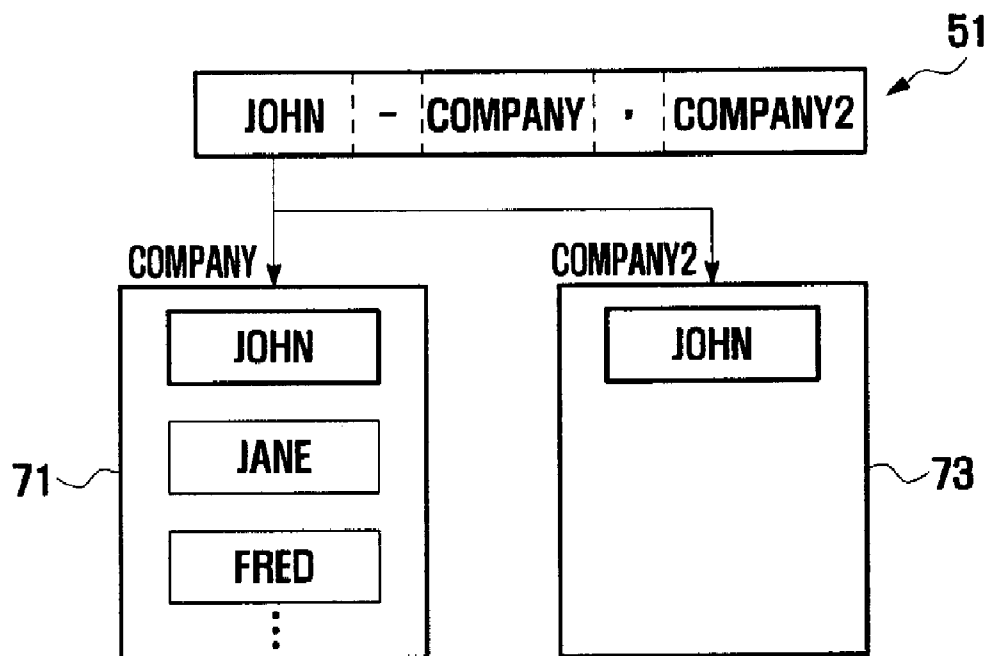 51
JOHN - COMPANY , COMPANY2
COMPANY COMPANY2
JOHN JOHN
JANE
71 73
FRED